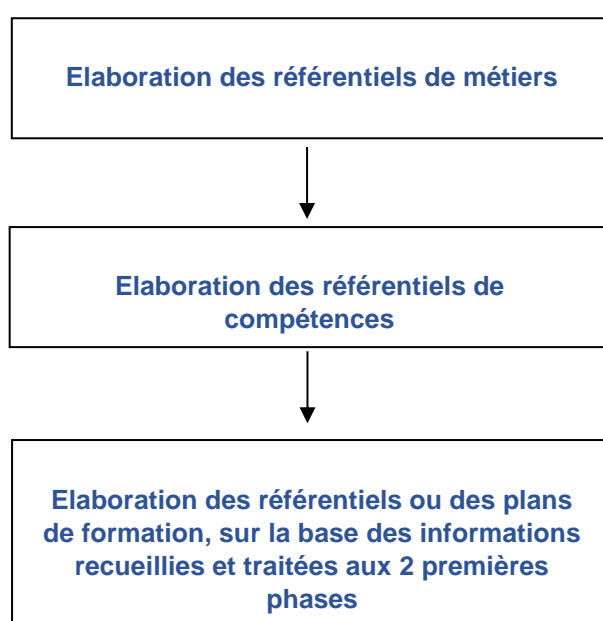 Elaboration des référentiels de métiers
Elaboration des référentiels de
compétences
Elaboration des référentiels ou des plans
de formation, sur la base des informations
recueillies et traitées aux 2 premières
phases